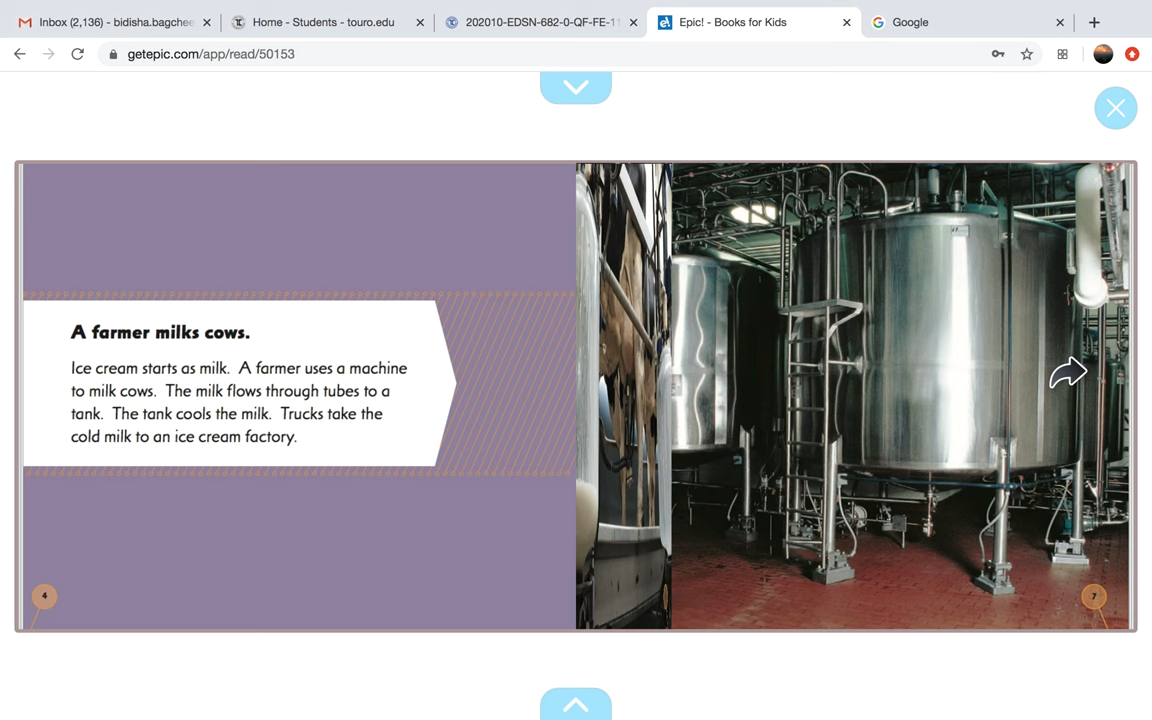 Inbox (2,136) - bidisha.bagchee
Home - Students - touro.edu
202010-EDSN-682-0-QF-FE-11
Epic! - Books for Kids
Google
getepic.com/app/read/50153
A farmer milks cows.
Ice cream starts as milk. A farmer uses a machine
to milk cows. The milk flows through tubes to a
tank. The tank cools the milk. Trucks take the
cold milk to an ice cream factory.
4
7